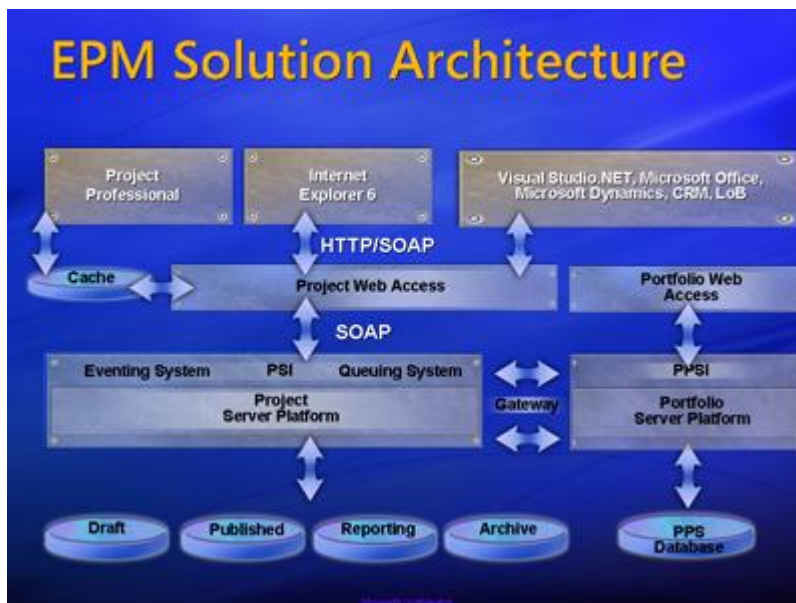 EPM Solution Architecture
Project
Professional
Internet
Explorer 6
Visual Studio,NET, Microsoft Office,
Microsoft Dynamics, CRM, LoB
HTTP/SOAP
Cache
Project Web Access
Portfolio Web
Access
SOAP
Eventing System
PSI
Queuing System
PPSI
Project
Server Platform
Gateway
Portfolio
Server Platform
Draft
Published
Reporting
Archive
PPS
Database